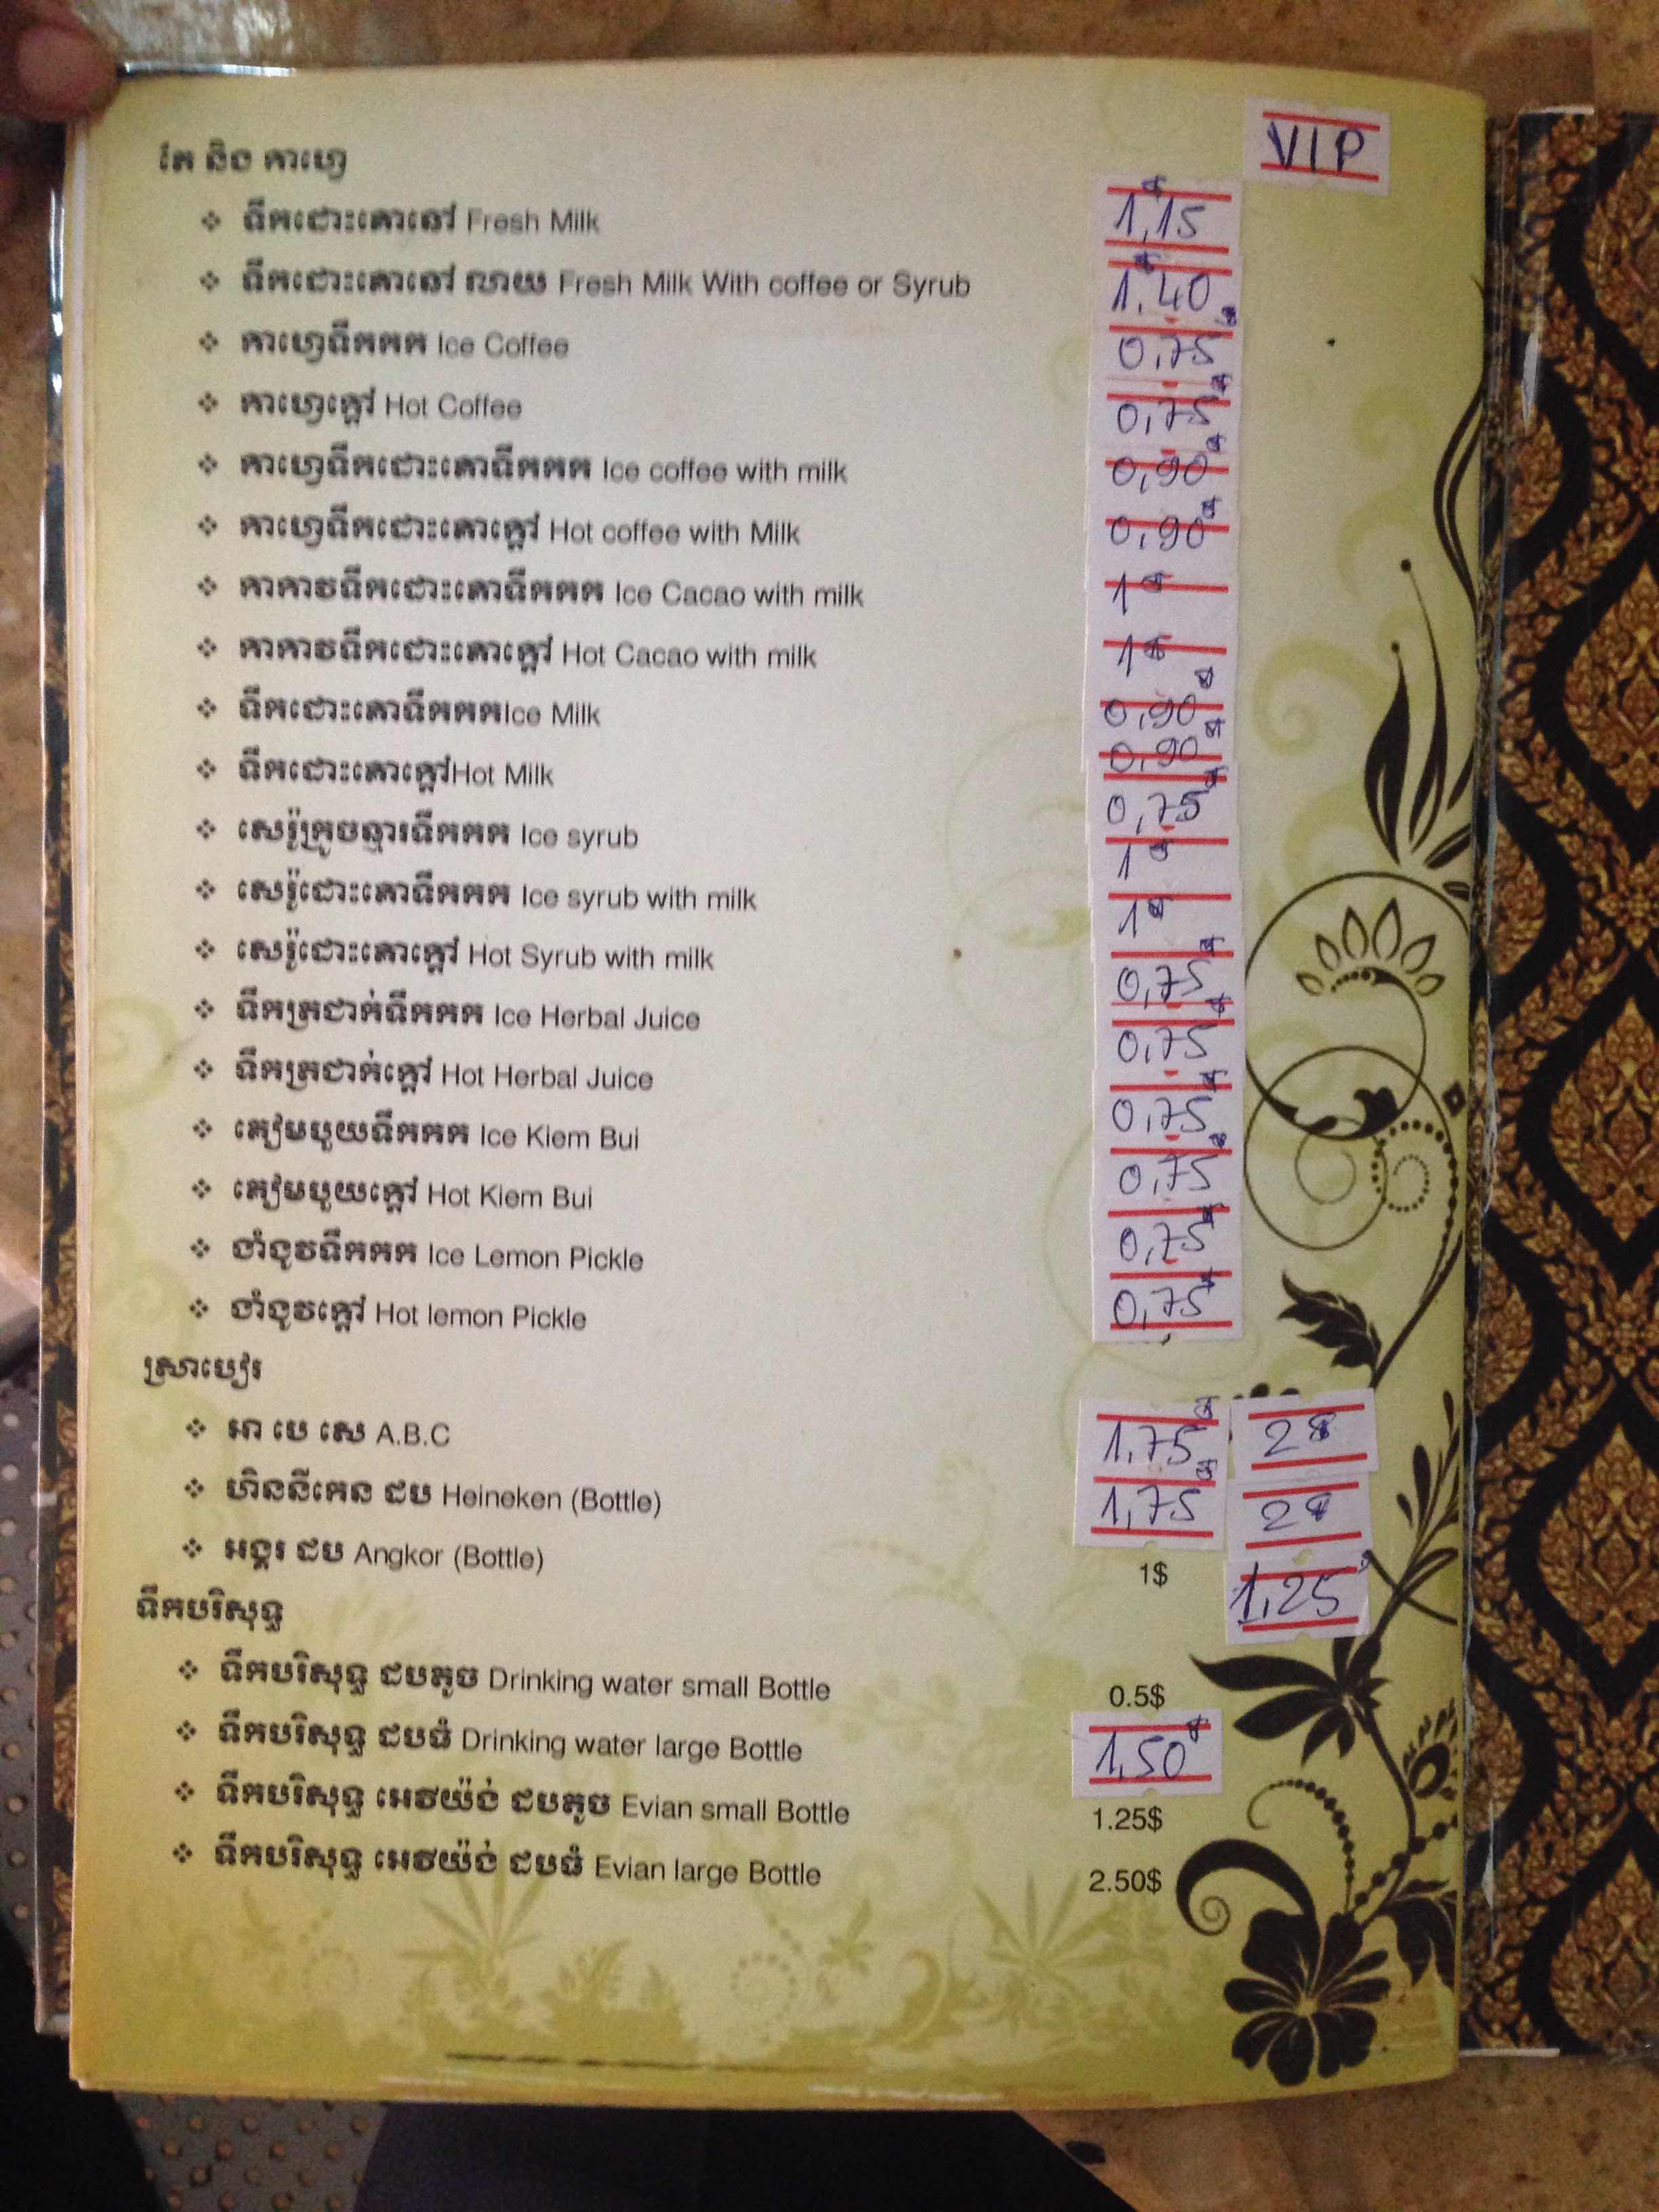 តែ និង កាហ្វេ
VIP
ទឹកដោះគោឆៅ Fresh Milk 1,15$
ទឹកដោះគោឆៅ លាយ Fresh Milk With coffee or Syrub 1,40$
កាហ្វេទឹកកក Ice Coffee 0,75$
កាហ្វេក្តៅ Hot Coffee 0,75$
កាហ្វេទឹកដោះគោទឹកកក Ice coffee with milk 0,90$
កាហ្វេទឹកដោះគោក្តៅ Hot coffee with Milk 0,90$
កាកាវទឹកដោះគោទឹកកក Ice Cacao with milk 1$
កាកាវទឹកដោះគោក្តៅ Hot Cacao with milk 1$
ទឹកដោះគោទឹកកកIce Milk 0,90$
ទឹកដោះគោក្តៅHot Milk 0,90$
សេរ៉ូក្រូចឆ្មារទឹកកក Ice syrub 0,75$
សេរ៉ូដោះគោទឹកកក Ice syrub with milk 1$
សេរ៉ូដោះគោក្តៅ Hot Syrub with milk 1$
ទឹកត្រជាក់ទឹកកក Ice Herbal Juice 0,75$
ទឹកត្រជាក់ក្តៅ Hot Herbal Juice 0,75$
គៀមបួយទឹកកក Ice Kiem Bui 0,75$
គៀមបួយក្តៅ Hot Kiem Bui 0,75$
ចាំងូវទឹកកក Ice Lemon Pickle 0,75$
ចាំងូវក្តៅ Hot lemon Pickle 0,75$
ស្រាបៀរ
អា បេ សេ A.B.C 1,75$ 2$
ហិននីកេន ដប Heineken (Bottle) 1,75$ 2$
អង្គរ ដប Angkor (Bottle) 1$ 1,25$
ទឹកបរិសុទ្ធ
ទឹកបរិសុទ្ធ ដបតូច Drinking water small Bottle 0.5$
ទឹកបរិសុទ្ធ ដបធំ Drinking water large Bottle 1,50$
ទឹកបរិសុទ្ធ អេវយ៉ង់ ដបតូច Evian small Bottle 1.25$
ទឹកបរិសុទ្ធ អេវយ៉ង់ ដបធំ Evian large Bottle 2.50$